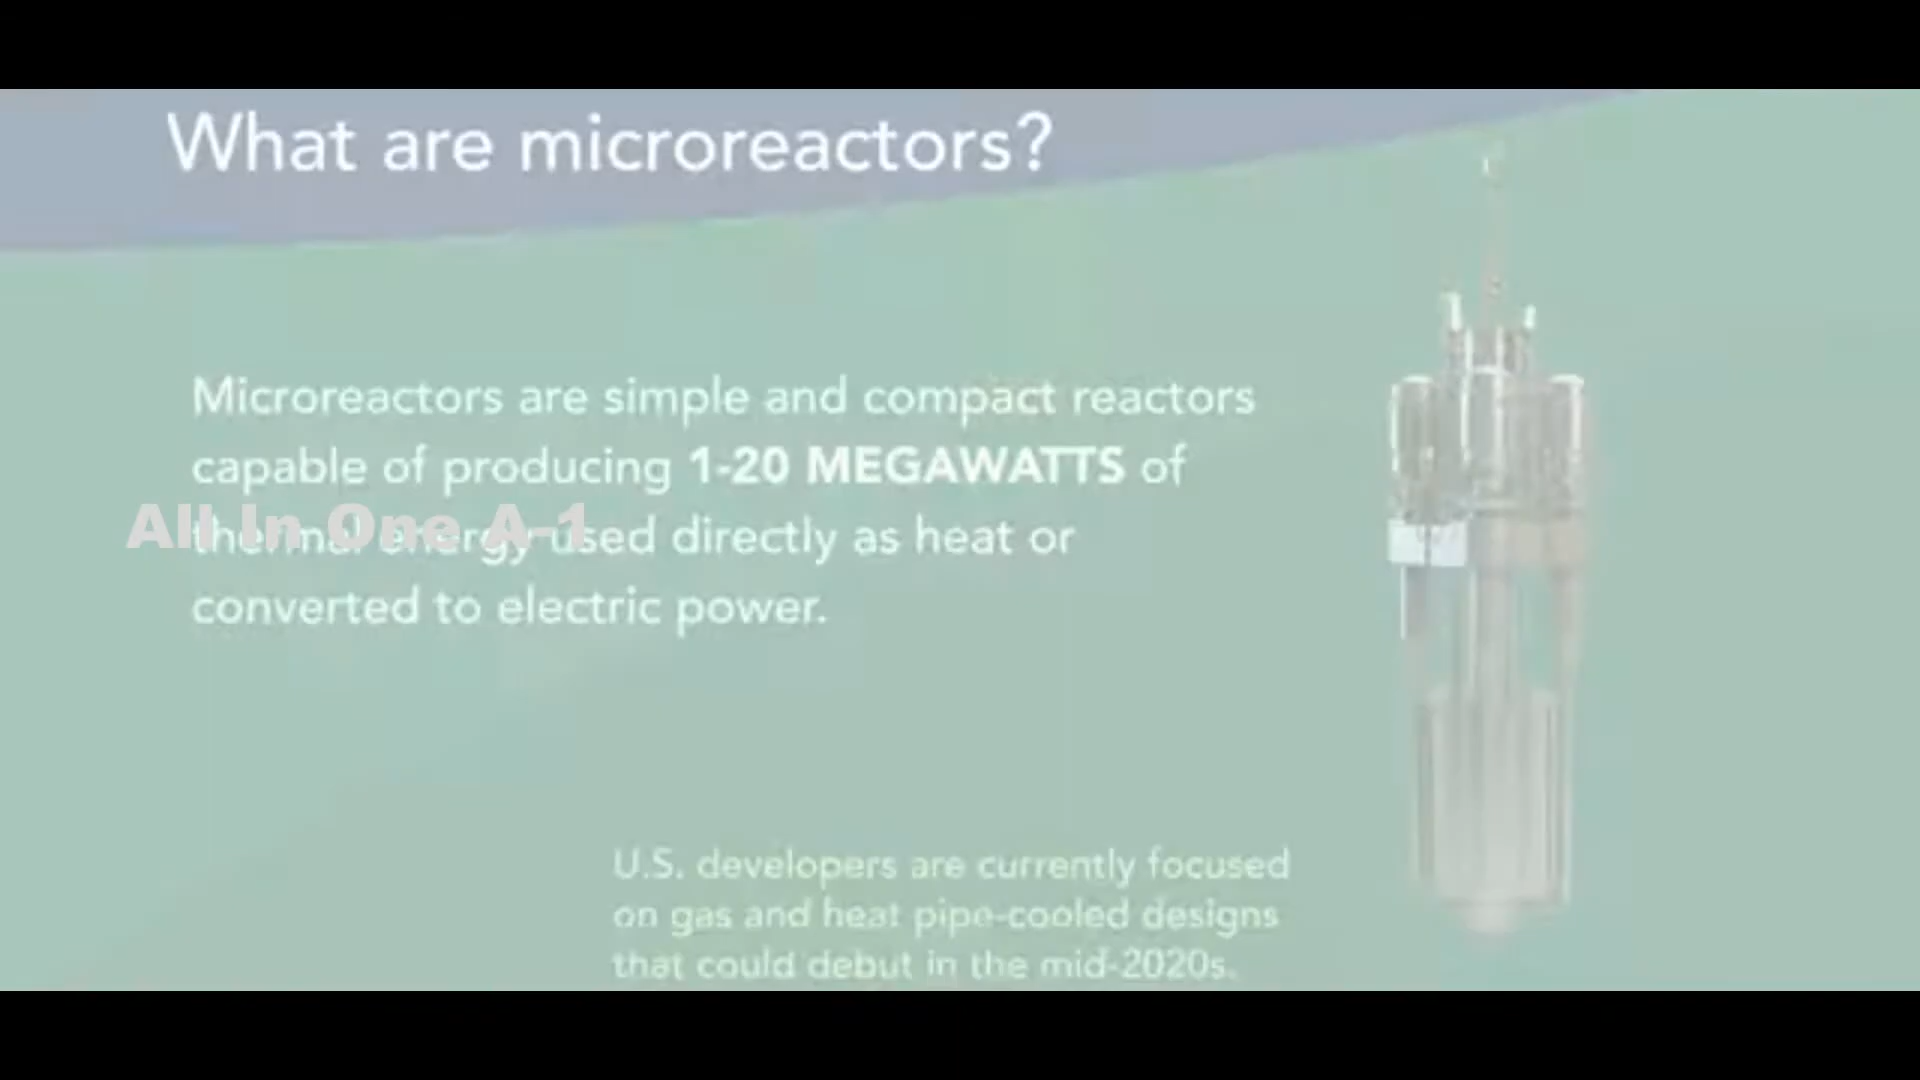 What are microreactors?
Microreactors are simple and compact reactors
capable of producing 1-20 MEGAWATTS of
All In One A-1
thermal energy used directly as heat or
converted to electric power.
U.S. developers are currently focused
on gas and heat pipe-cooled designs
that could debut in the mid-2020s.